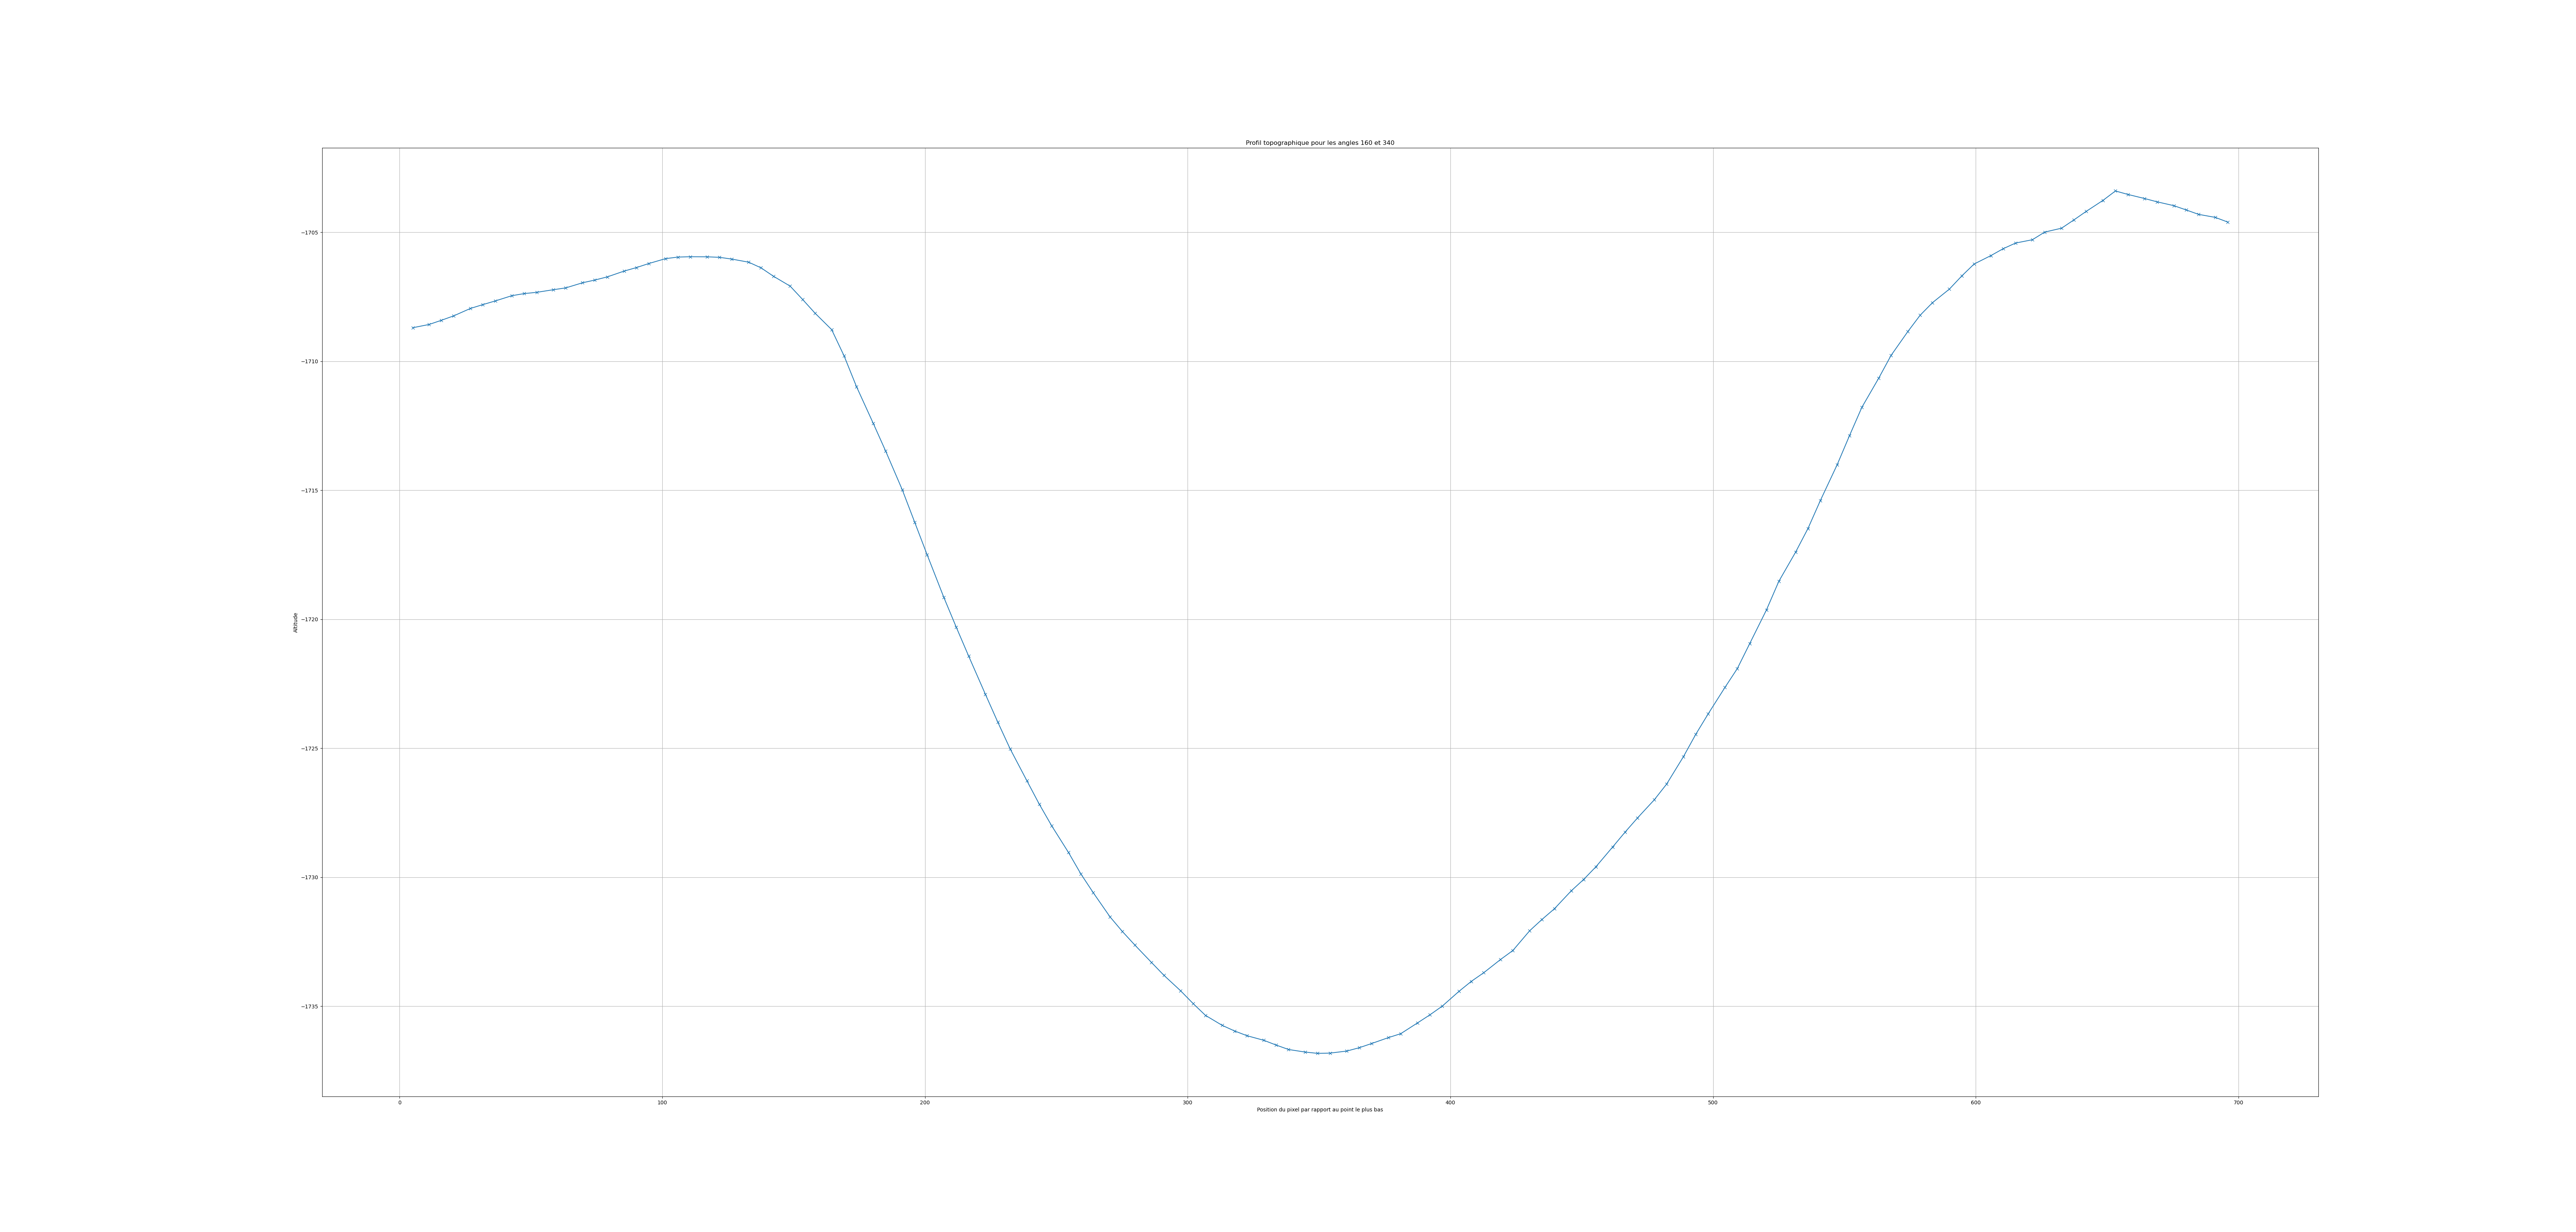 Profil topographique pour les angles 160 et 340
−1705
−1710
−1715
−1720
−1725
−1730
−1735
Altitude
0 100 200 300 400 500 600 700
Position du pixel par rapport au point le plus bas